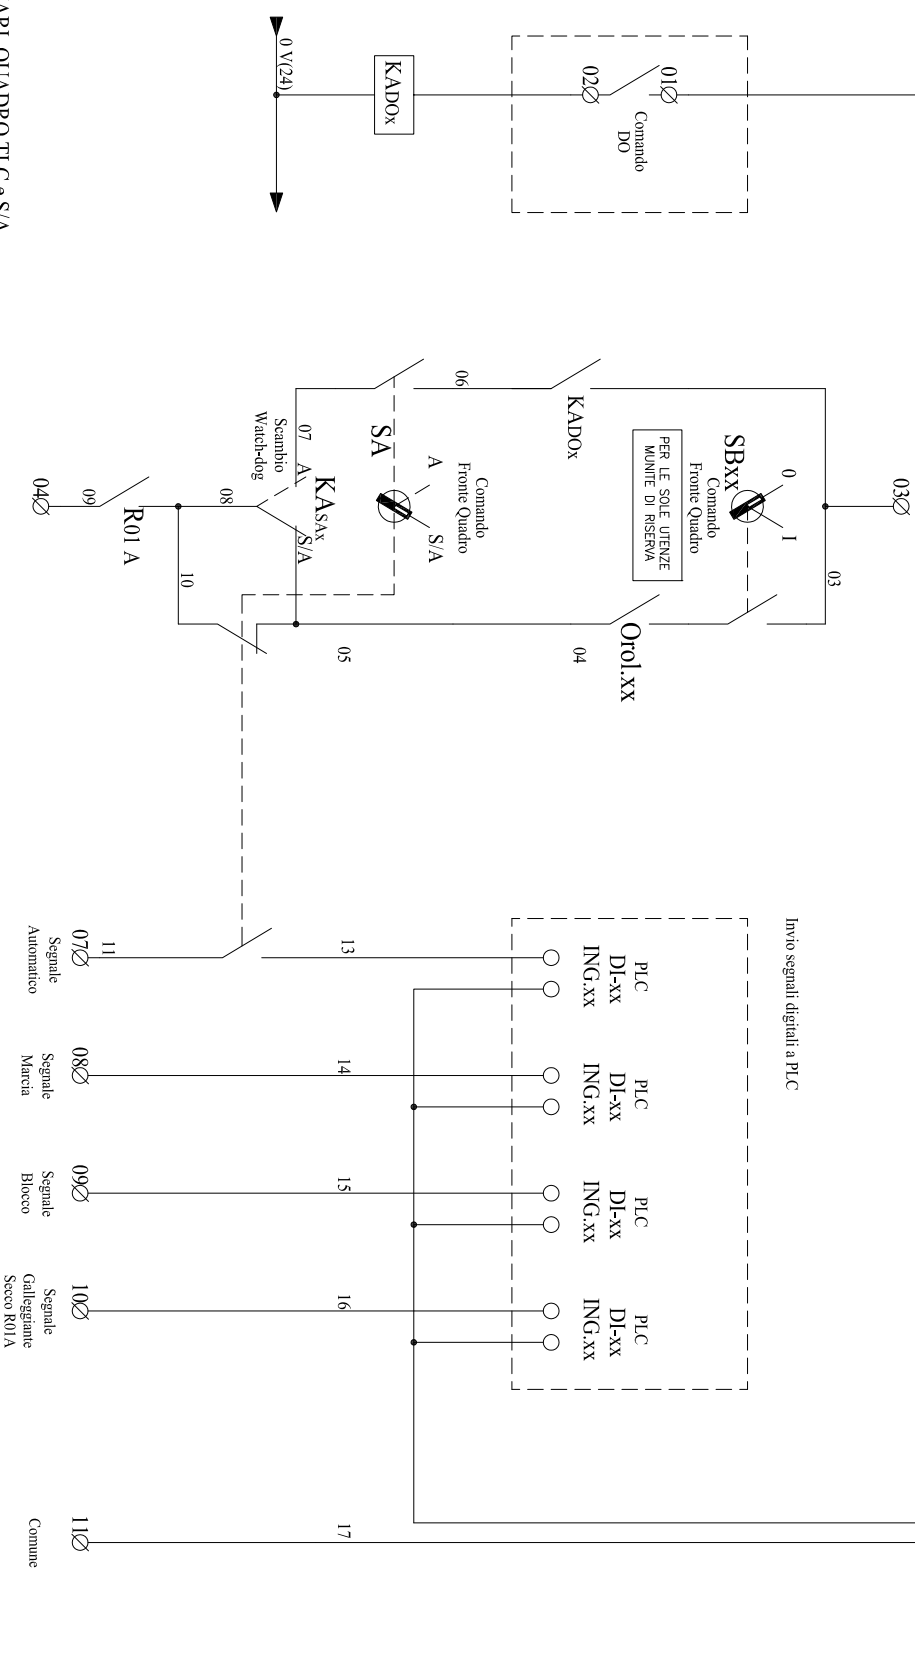 0 V(24)
KADOx
02
01
Comando
DO
03
03
SBxx
0
I
Comando
Fronte Quadro
PER LE SOLE UTENZE
MUNITE DI RISERVA
KADOx
06
Orol.xx
04
05
Comando
Fronte Quadro
SA
A
S/A
07
A
Scambio
Watch-dog
KASAx
S/A
08
10
R01 A
09
04
Invio segnali digitali a PLC
PLC
DI-xx
ING.xx
PLC
DI-xx
ING.xx
PLC
DI-xx
ING.xx
PLC
DI-xx
ING.xx
13
14
15
16
17
11
07
Segnale
Automatico
08
Segnale
Marcia
09
Segnale
Blocco
10
Segnale
Galleggiante
Secco R01A
11
Comune
QUADRO TLC e S/A